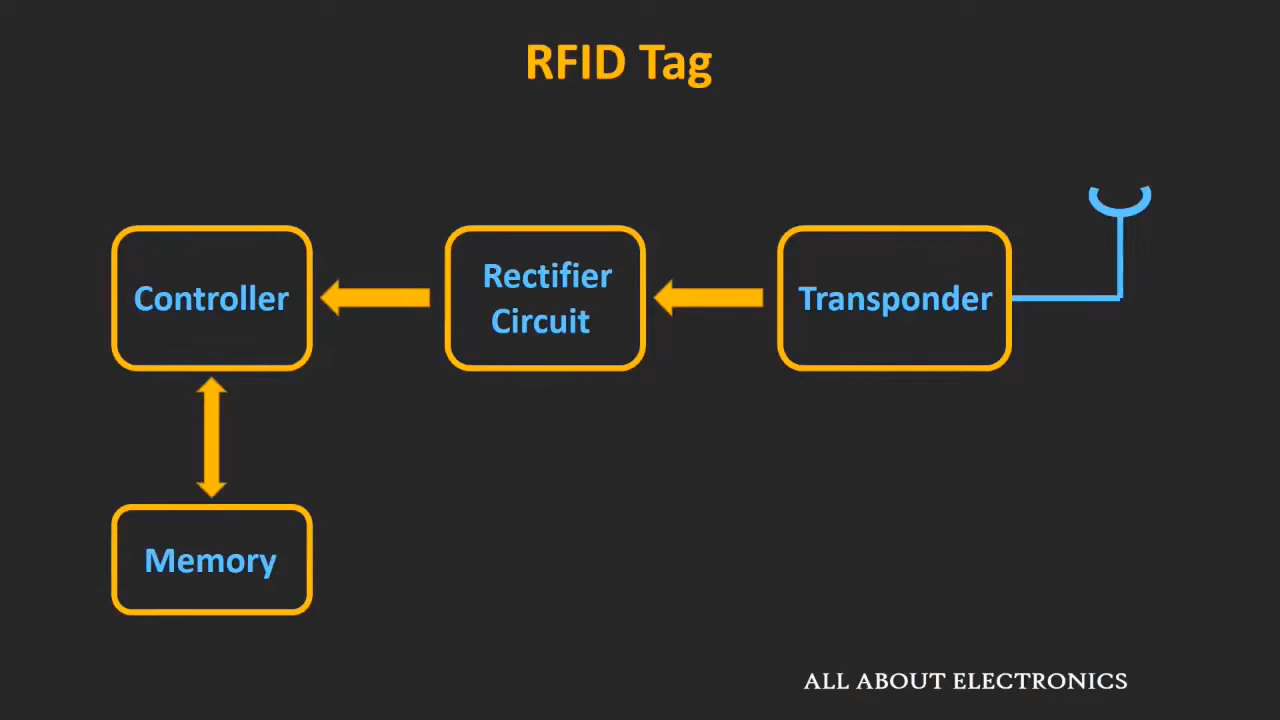 RFID Tag
Controller
Rectifier
Circuit
Transponder
Memory
ALL ABOUT ELECTRONICS